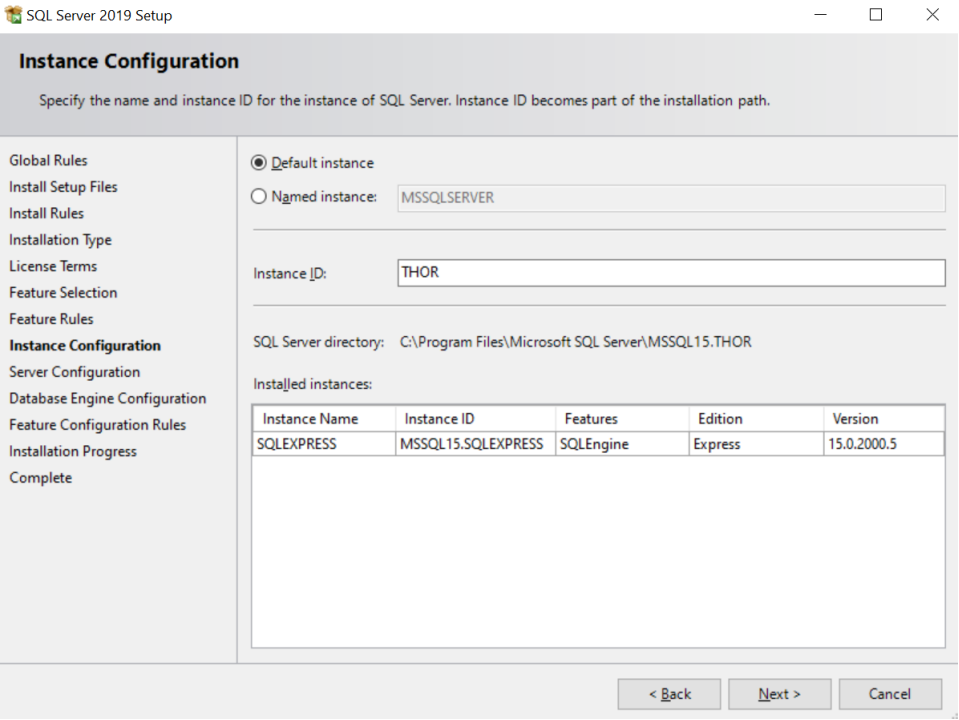 SQL Server 2019 Setup
Instance Configuration
Specify the name and instance ID for the instance of SQL Server. Instance ID becomes part of the installation path.
Global Rules
Install Setup Files
Install Rules
Installation Type
License Terms
Feature Selection
Feature Rules
Instance Configuration
Server Configuration
Database Engine Configuration
Feature Configuration Rules
Installation Progress
Complete
Default instance
Named instance: MSSQLSERVER
Instance ID: THOR
SQL Server directory: C:\Program Files\Microsoft SQL Server\MSSQL15.THOR
Installed instances:
Instance Name Instance ID Features Edition Version
SQLEXPRESS MSSQL15.SQLEXPRESS SQLEngine Express 15.0.2000.5
< Back Next > Cancel